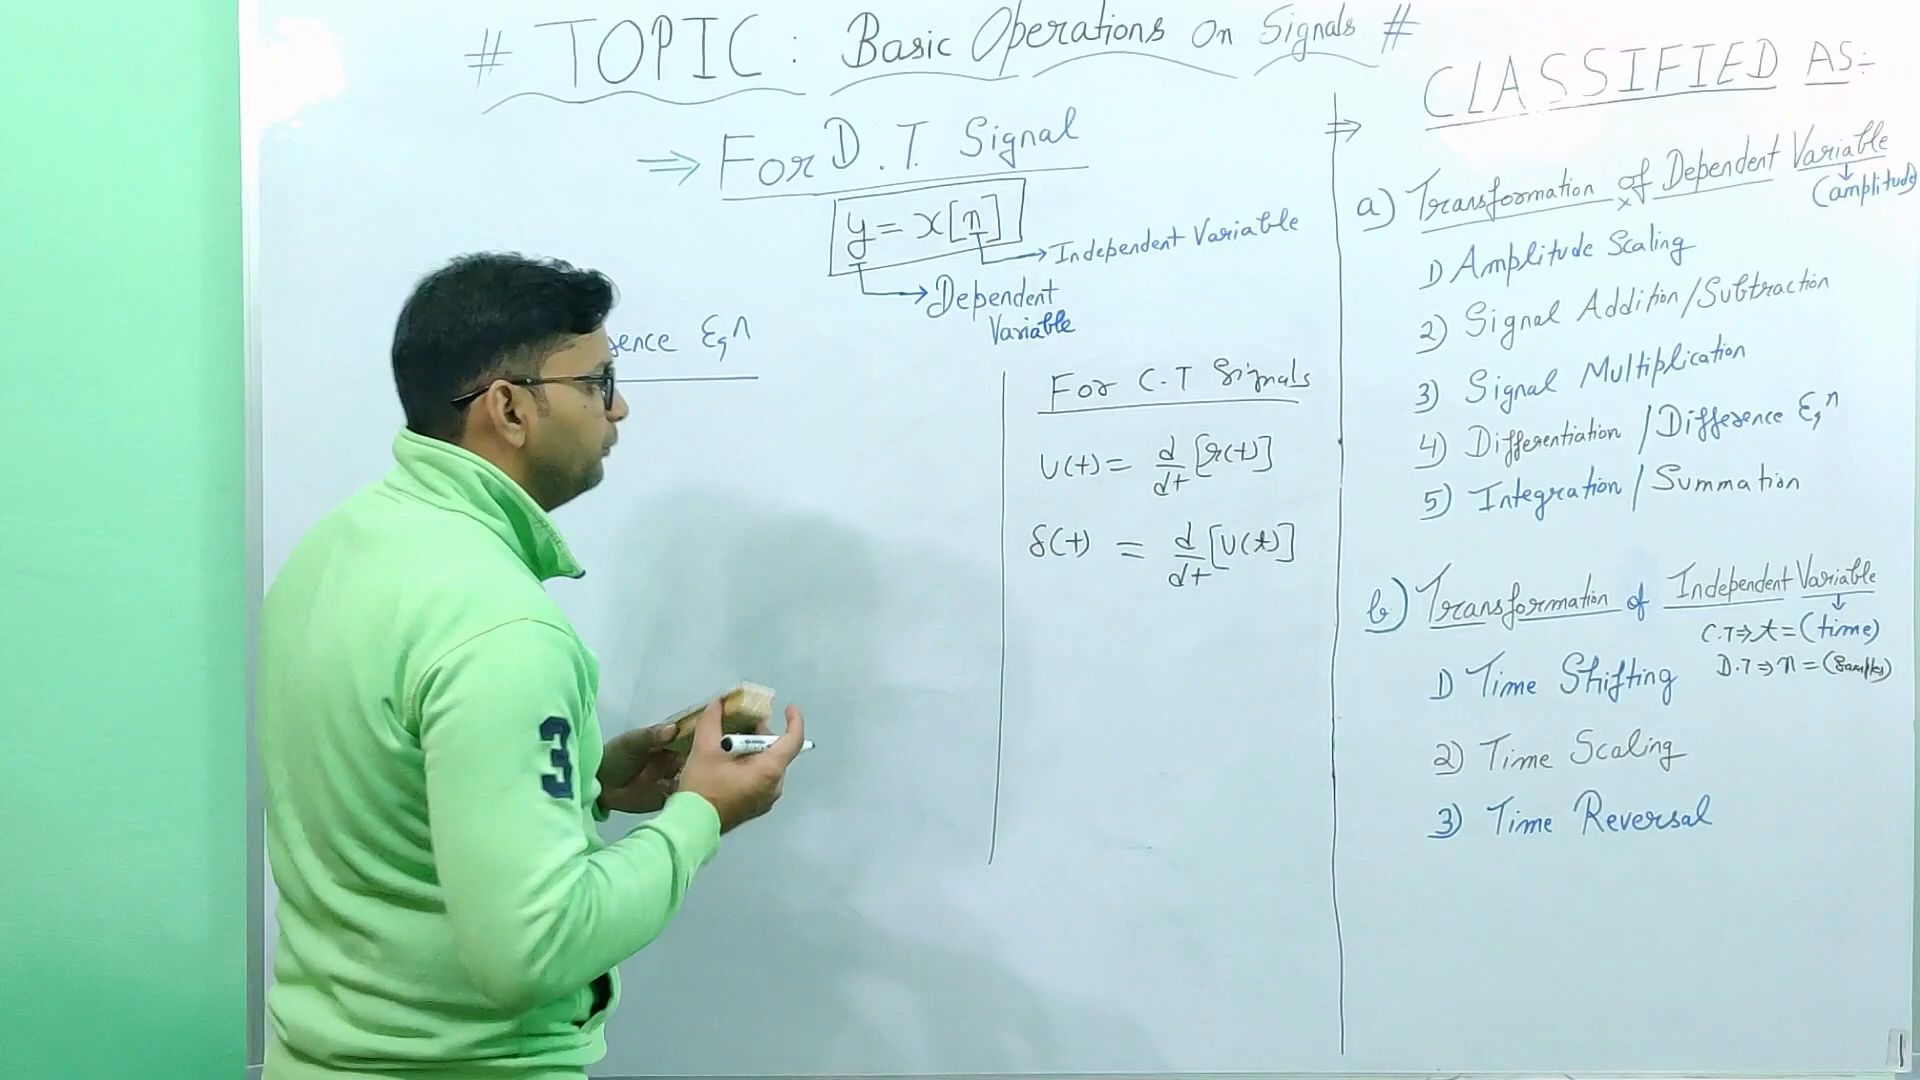 # TOPIC : Basic Operations On Signals #
⇒ For D.T. Signal
y = x[n]
→ Independent Variable
→ Dependent
Variable
Eqn
For C.T Signals
U(t) = d/dt [r(t)]
δ(t) = d/dt [U(t)]
3
⇒ CLASSIFIED AS:-
a) Transformation of Dependent Variable
(amplitude)
1) Amplitude Scaling
2) Signal Addition/Subtraction
3) Signal Multiplication
4) Differentiation / Difference Eqn
5) Integration / Summation
b) Transformation of Independent Variable
C.T ⇒ t = (time)
D.T ⇒ n = (Samples)
1) Time Shifting
2) Time Scaling
3) Time Reversal